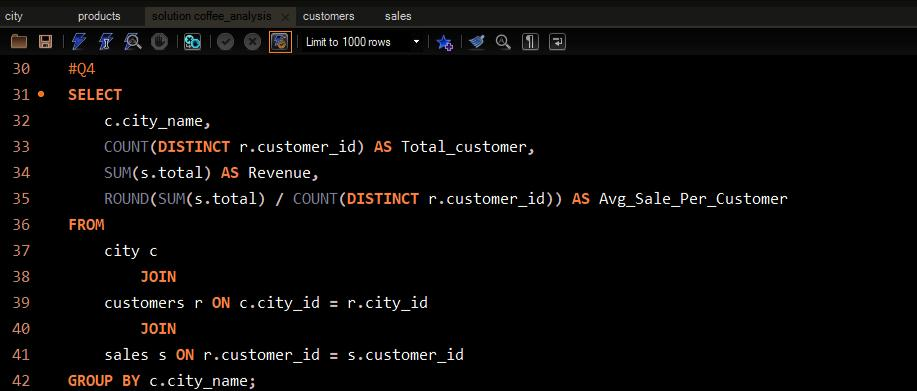 city products solution coffee_analysis customers sales
Limit to 1000 rows
30 #Q4
31 SELECT
32 c.city_name,
33 COUNT(DISTINCT r.customer_id) AS Total_customer,
34 SUM(s.total) AS Revenue,
35 ROUND(SUM(s.total) / COUNT(DISTINCT r.customer_id)) AS Avg_Sale_Per_Customer
36 FROM
37 city c
38 JOIN
39 customers r ON c.city_id = r.city_id
40 JOIN
41 sales s ON r.customer_id = s.customer_id
42 GROUP BY c.city_name;